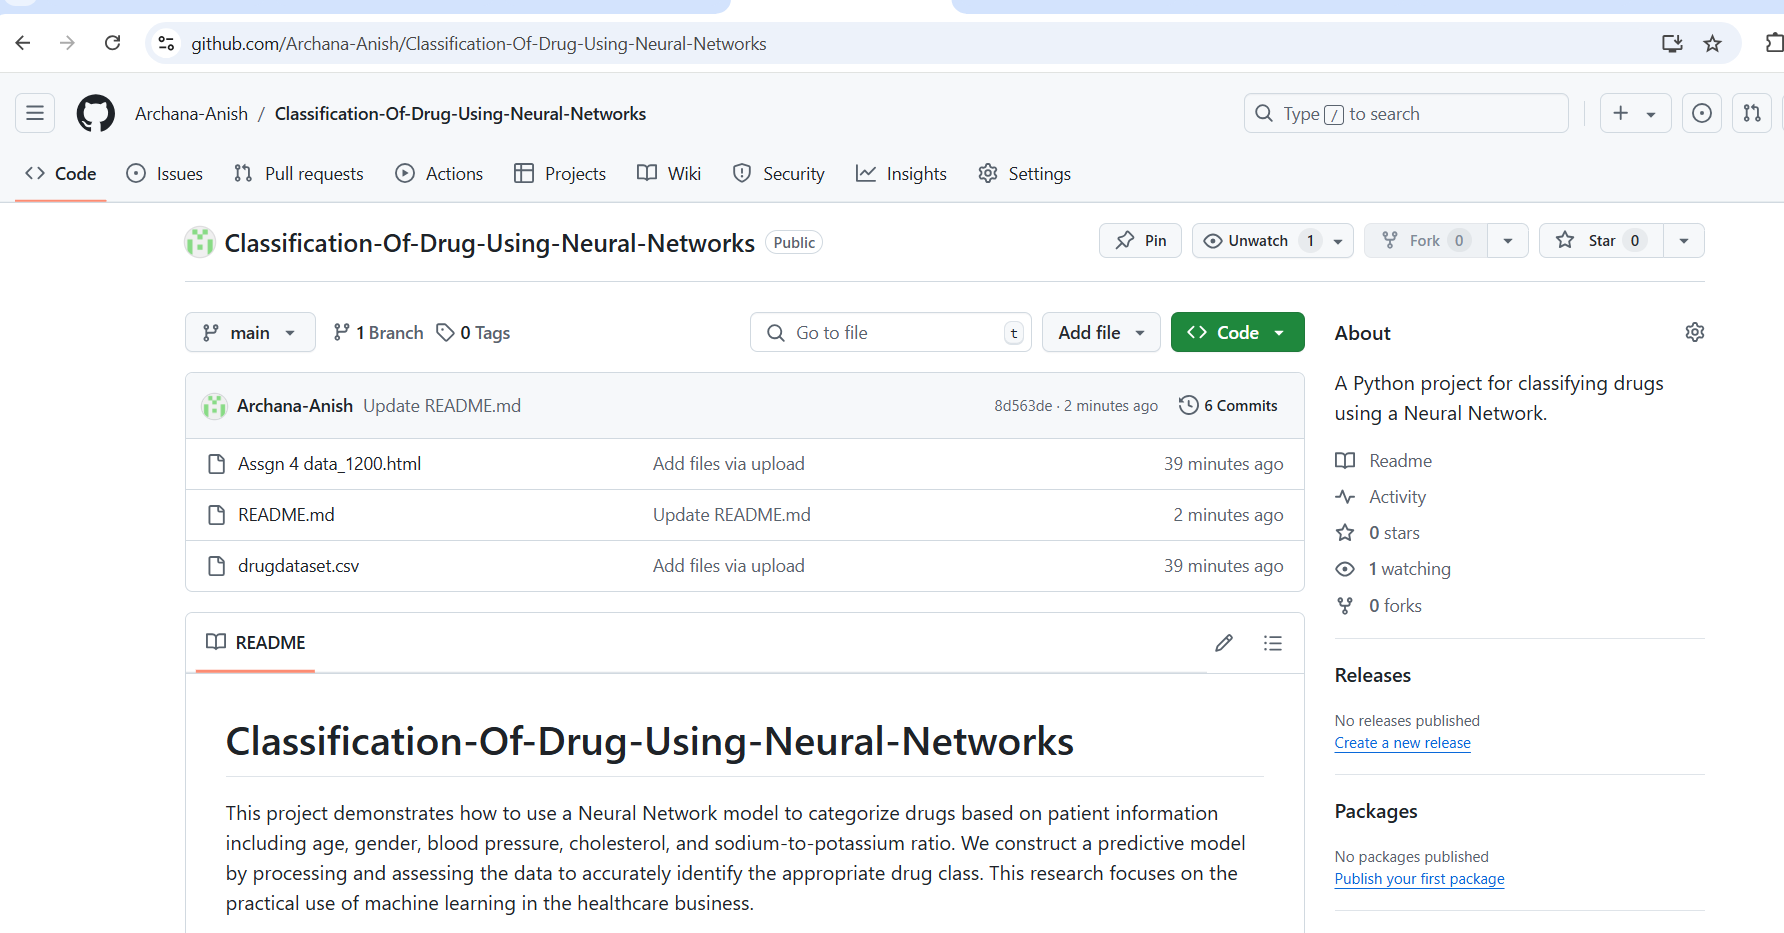 github.com/Archana-Anish/Classification-Of-Drug-Using-Neural-Networks
Archana-Anish / Classification-Of-Drug-Using-Neural-Networks
Type / to search
Code Issues Pull requests Actions Projects Wiki Security Insights Settings
Classification-Of-Drug-Using-Neural-Networks Public
Pin Unwatch 1 Fork 0 Star 0
main 1 Branch 0 Tags Go to file t Add file Code
Archana-Anish Update README.md 8d563de · 2 minutes ago 6 Commits
Assgn 4 data_1200.html Add files via upload 39 minutes ago
README.md Update README.md 2 minutes ago
drugdataset.csv Add files via upload 39 minutes ago
README
Classification-Of-Drug-Using-Neural-Networks
This project demonstrates how to use a Neural Network model to categorize drugs based on patient information
including age, gender, blood pressure, cholesterol, and sodium-to-potassium ratio. We construct a predictive model
by processing and assessing the data to accurately identify the appropriate drug class. This research focuses on the
practical use of machine learning in the healthcare business.
About
A Python project for classifying drugs
using a Neural Network.
Readme
Activity
0 stars
1 watching
0 forks
Releases
No releases published
Create a new release
Packages
No packages published
Publish your first package